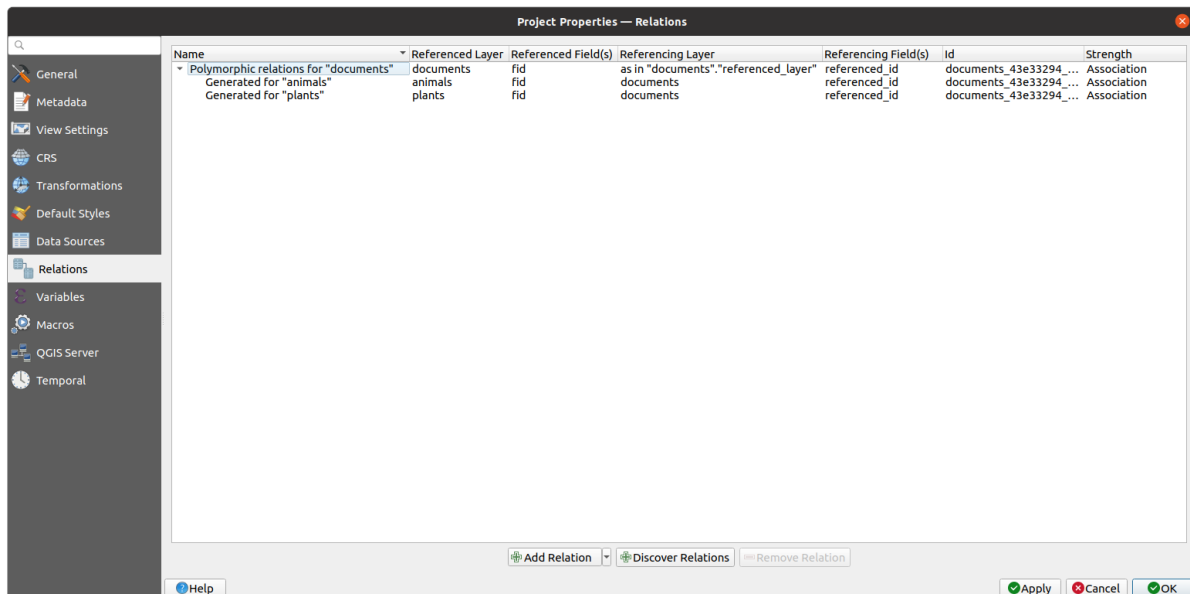 Project Properties — Relations
Name Referenced Layer Referenced Field(s) Referencing Layer Referencing Field(s) Id Strength
Polymorphic relations for "documents" documents fid as in "documents"."referenced_layer" referenced_id documents_43e33294_... Association
Generated for "animals" animals fid documents referenced_id documents_43e33294_... Association
Generated for "plants" plants fid documents referenced_id documents_43e33294_... Association
General
Metadata
View Settings
CRS
Transformations
Default Styles
Data Sources
Relations
Variables
Macros
QGIS Server
Temporal
Add Relation Discover Relations Remove Relation
Help Apply Cancel OK